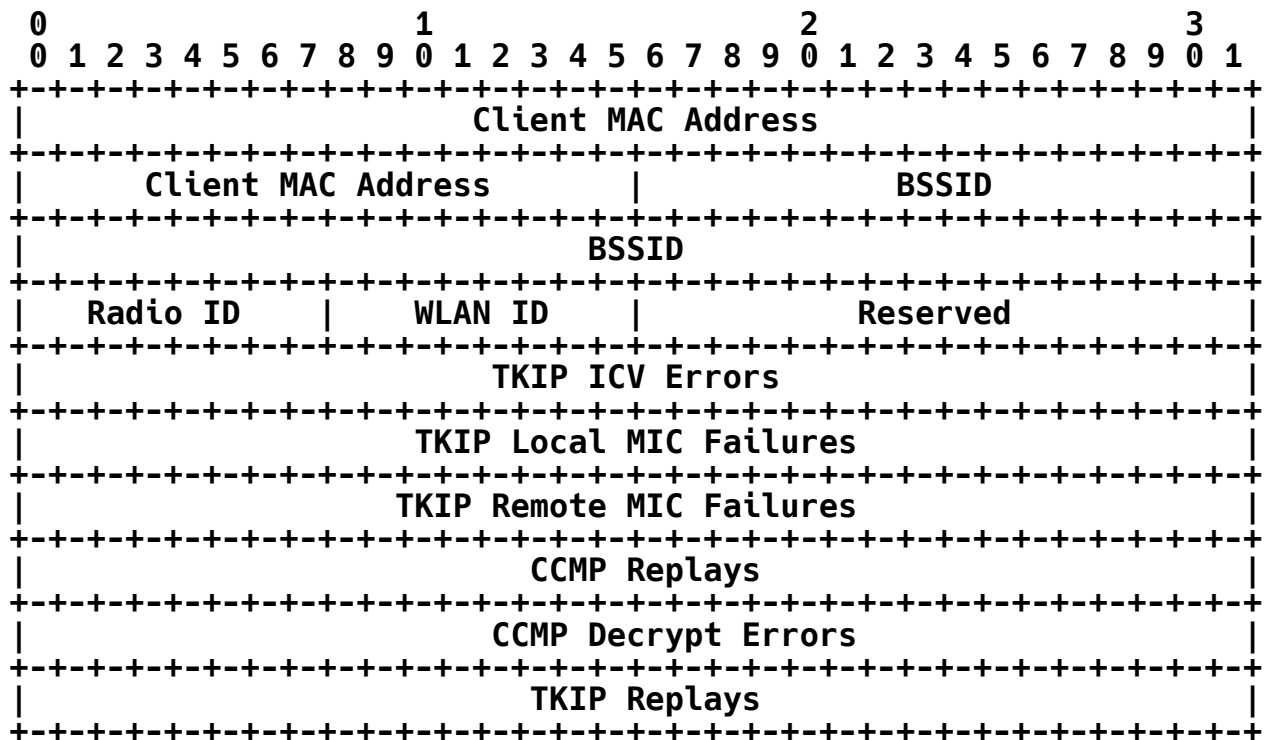 0                   1                   2                   3
 0 1 2 3 4 5 6 7 8 9 0 1 2 3 4 5 6 7 8 9 0 1 2 3 4 5 6 7 8 9 0 1
+-+-+-+-+-+-+-+-+-+-+-+-+-+-+-+-+-+-+-+-+-+-+-+-+-+-+-+-+-+-+-+-+
|                       Client MAC Address                      |
+-+-+-+-+-+-+-+-+-+-+-+-+-+-+-+-+-+-+-+-+-+-+-+-+-+-+-+-+-+-+-+-+
|      Client MAC Address       |             BSSID             |
+-+-+-+-+-+-+-+-+-+-+-+-+-+-+-+-+-+-+-+-+-+-+-+-+-+-+-+-+-+-+-+-+
|                             BSSID                             |
+-+-+-+-+-+-+-+-+-+-+-+-+-+-+-+-+-+-+-+-+-+-+-+-+-+-+-+-+-+-+-+-+
|   Radio ID    |    WLAN ID    |           Reserved            |
+-+-+-+-+-+-+-+-+-+-+-+-+-+-+-+-+-+-+-+-+-+-+-+-+-+-+-+-+-+-+-+-+
|                        TKIP ICV Errors                        |
+-+-+-+-+-+-+-+-+-+-+-+-+-+-+-+-+-+-+-+-+-+-+-+-+-+-+-+-+-+-+-+-+
|                    TKIP Local MIC Failures                    |
+-+-+-+-+-+-+-+-+-+-+-+-+-+-+-+-+-+-+-+-+-+-+-+-+-+-+-+-+-+-+-+-+
|                   TKIP Remote MIC Failures                    |
+-+-+-+-+-+-+-+-+-+-+-+-+-+-+-+-+-+-+-+-+-+-+-+-+-+-+-+-+-+-+-+-+
|                          CCMP Replays                         |
+-+-+-+-+-+-+-+-+-+-+-+-+-+-+-+-+-+-+-+-+-+-+-+-+-+-+-+-+-+-+-+-+
|                        CCMP Decrypt Errors                    |
+-+-+-+-+-+-+-+-+-+-+-+-+-+-+-+-+-+-+-+-+-+-+-+-+-+-+-+-+-+-+-+-+
|                          TKIP Replays                         |
+-+-+-+-+-+-+-+-+-+-+-+-+-+-+-+-+-+-+-+-+-+-+-+-+-+-+-+-+-+-+-+-+